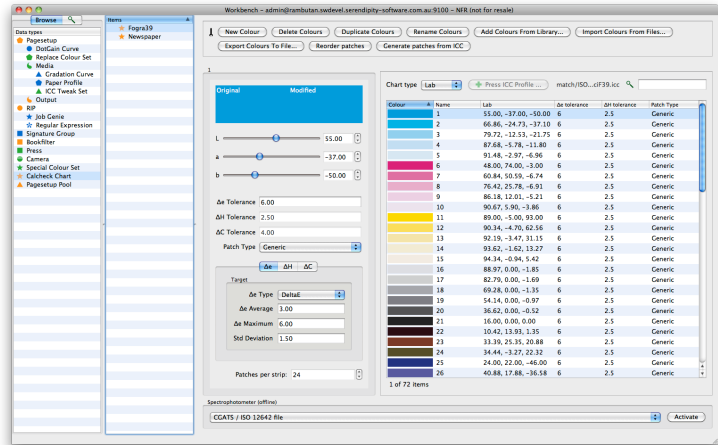 Workbench – admin@rambutan.swdevel.serendipity-software.com.au:9100 – NFR (not for resale)
Browse
Data types
Pagesetup
DotGain Curve
Replace Colour Set
Media
Gradation Curve
Paper Profile
ICC Tweak Set
Output
RIP
Job Genie
Regular Expression
Signature Group
Bookfilter
Press
Camera
Special Colour Set
Calcheck Chart
Pagesetup Pool
Items
Fogra39
Newspaper
New Colour Delete Colours Duplicate Colours Rename Colours Add Colours From Library... Import Colours From Files...
Export Colours To File... Reorder patches Generate patches from ICC
1
Original Modified
L 55.00
a -37.00
b -50.00
Δe Tolerance 6.00
ΔH Tolerance 2.50
ΔC Tolerance 4.00
Patch Type Generic
Δe ΔH ΔC
Target
Δe Type DeltaE
Δe Average 3.00
Δe Maximum 6.00
Std Deviation 1.50
Patches per strip: 24
Chart type Lab Press ICC Profile ... match/ISO...ciF39.icc
Colour Name Lab Δe tolerance ΔH tolerance Patch Type
1 55.00, -37.00, -50.00 6 2.5 Generic
2 66.86, -24.73, -37.10 6 2.5 Generic
3 79.72, -12.53, -21.75 6 2.5 Generic
4 87.68, -5.78, -11.80 6 2.5 Generic
5 91.48, -2.97, -6.96 6 2.5 Generic
6 48.00, 74.00, -3.00 6 2.5 Generic
7 60.84, 50.59, -6.74 6 2.5 Generic
8 76.42, 25.78, -6.91 6 2.5 Generic
9 86.18, 12.01, -5.21 6 2.5 Generic
10 90.67, 5.90, -3.86 6 2.5 Generic
11 89.00, -5.00, 93.00 6 2.5 Generic
12 90.34, -4.70, 62.56 6 2.5 Generic
13 92.19, -3.47, 31.15 6 2.5 Generic
14 93.62, -1.62, 13.27 6 2.5 Generic
15 94.34, -0.94, 5.42 6 2.5 Generic
16 88.97, 0.00, -1.85 6 2.5 Generic
17 82.79, 0.00, -1.69 6 2.5 Generic
18 69.28, 0.00, -1.35 6 2.5 Generic
19 54.14, 0.00, -0.97 6 2.5 Generic
20 36.62, 0.00, -0.52 6 2.5 Generic
21 16.00, 0.00, 0.00 6 2.5 Generic
22 10.42, 13.93, 1.35 6 2.5 Generic
23 33.39, 25.35, 20.88 6 2.5 Generic
24 34.44, -3.27, 22.32 6 2.5 Generic
25 24.00, 22.00, -46.00 6 2.5 Generic
26 40.88, 17.88, -36.58 6 2.5 Generic
1 of 72 items
Spectrophotometer (offline)
CGATS / ISO 12642 file Activate